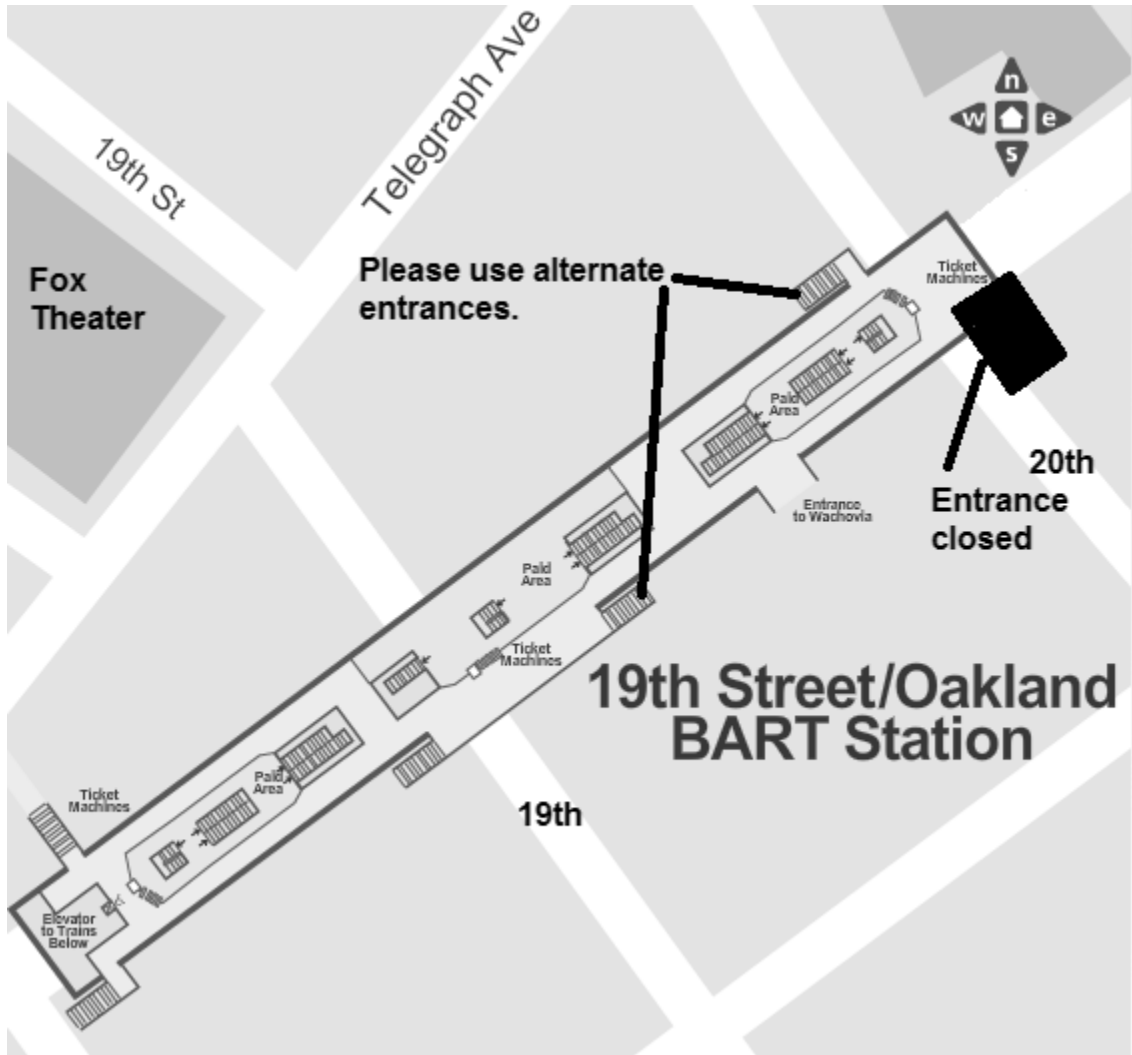 Telegraph Ave
19th St
n
w
e
s
Fox
Theater
Please use alternate
entrances.
Ticket
Machines
Paid
Area
20th
Entrance
closed
Entrance
to Wachovia
Paid
Area
Ticket
Machines
19th Street/Oakland
BART Station
Paid
Area
Ticket
Machines
19th
Elevator
to Trains
Below